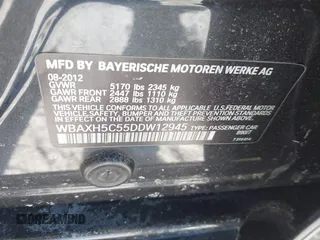 MFD BY BAYERISCHE MOTOREN WERKE AG
08-2012
GVWR 5170 lbs 2345 kg
GAWR FRONT 2447 lbs 1110 kg
GAWR REAR 2888 lbs 1310 kg
THIS VEHICLE CONFORMS TO ALL APPLICABLE FEDERAL MOTOR
VEHICLE SAFETY, BUMPER, AND THEFT PREVENTION
STANDARDS IN EFFECT ON THE DATE OF MANUFACTURE
SHOWN ABOVE.
WBAXH5C55DDW12945 TYPE: PASSENGER CAR
DREAMBID